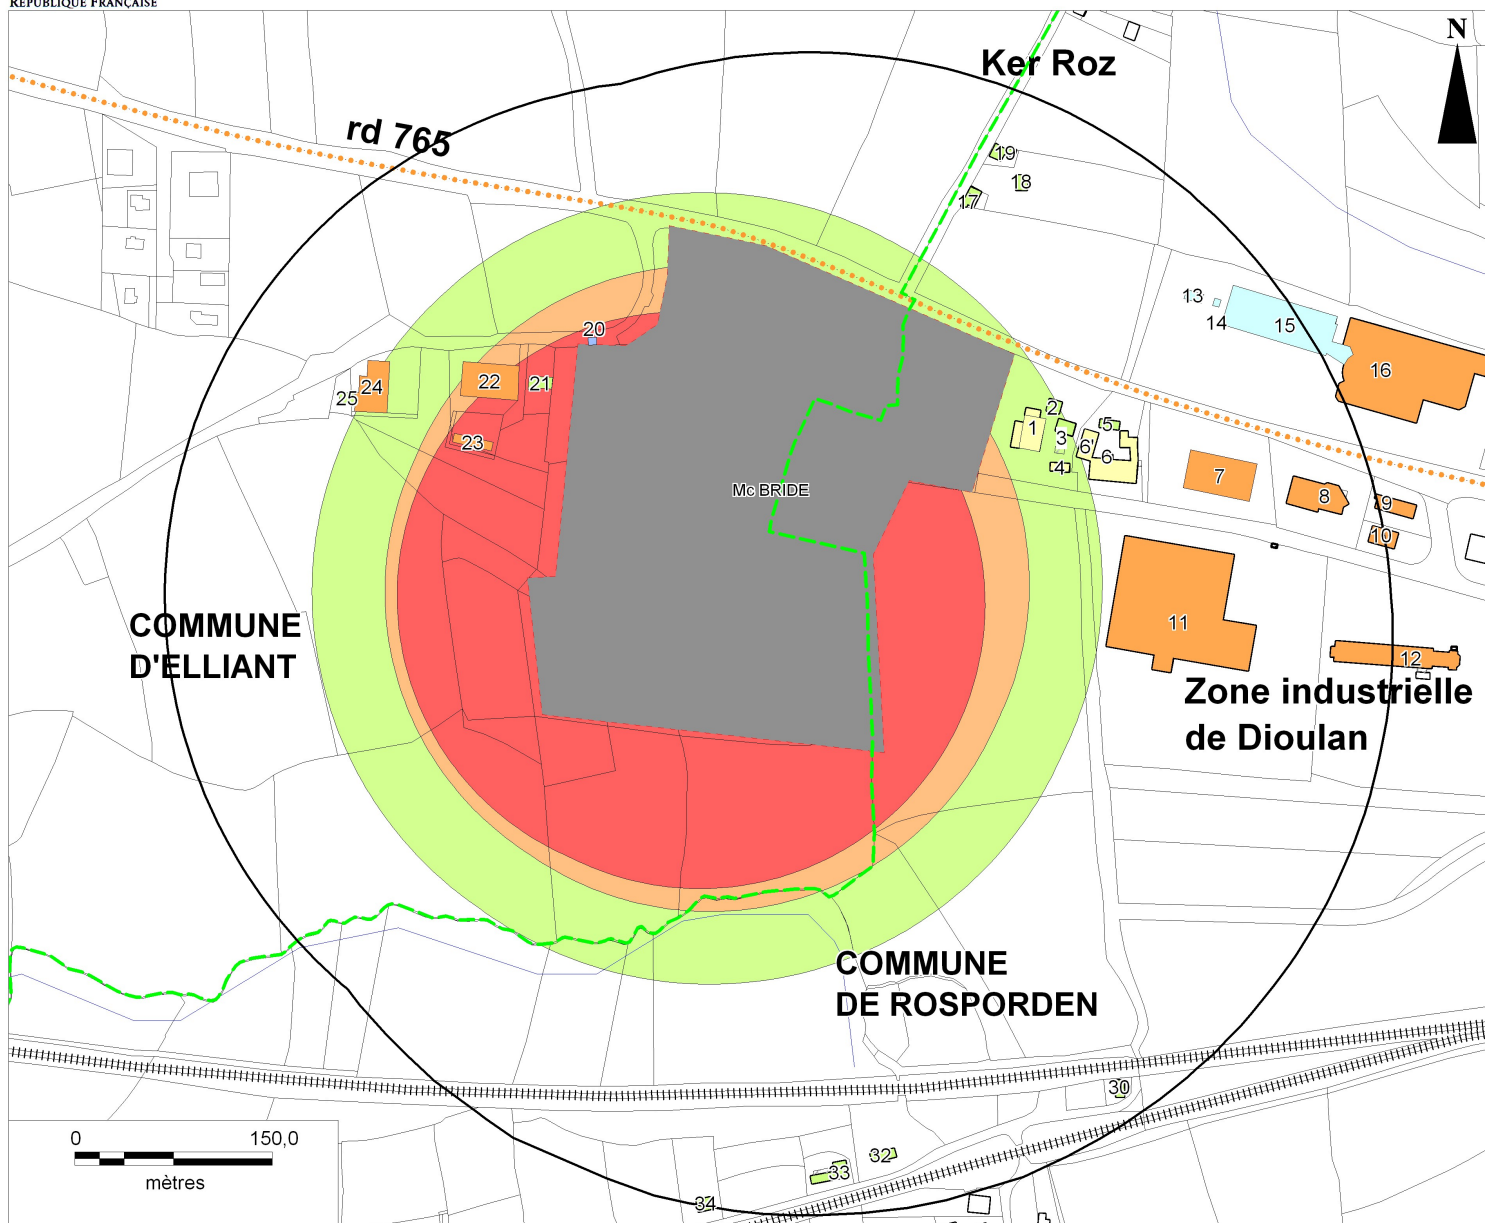 RÉPUBLIQUE FRANÇAISE
N
Ker Roz
rd 765
19
18
17
13
14
15
16
20
24
25
22
21
23
2
1
3
4
5
6'
6
7
8
9
10
Mc BRIDE
11
12
COMMUNE
D'ELLIANT
Zone industrielle
de Dioulan
COMMUNE
DE ROSPORDEN
30
32
33
34
0
150,0
mètres